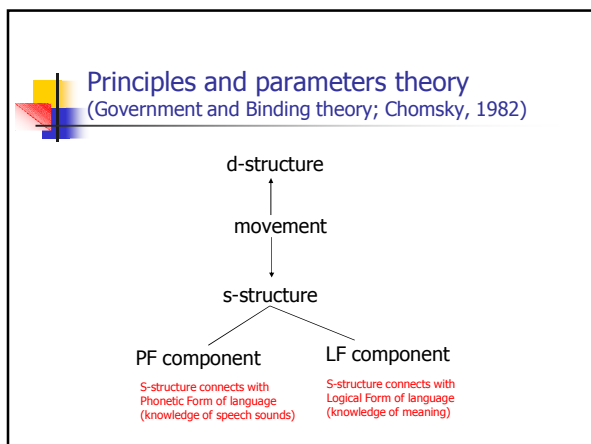 Principles and parameters theory
(Government and Binding theory; Chomsky, 1982)
d-structure
movement
s-structure
PF component
S-structure connects with
Phonetic Form of language
(knowledge of speech sounds)
LF component
S-structure connects with
Logical Form of language
(knowledge of meaning)